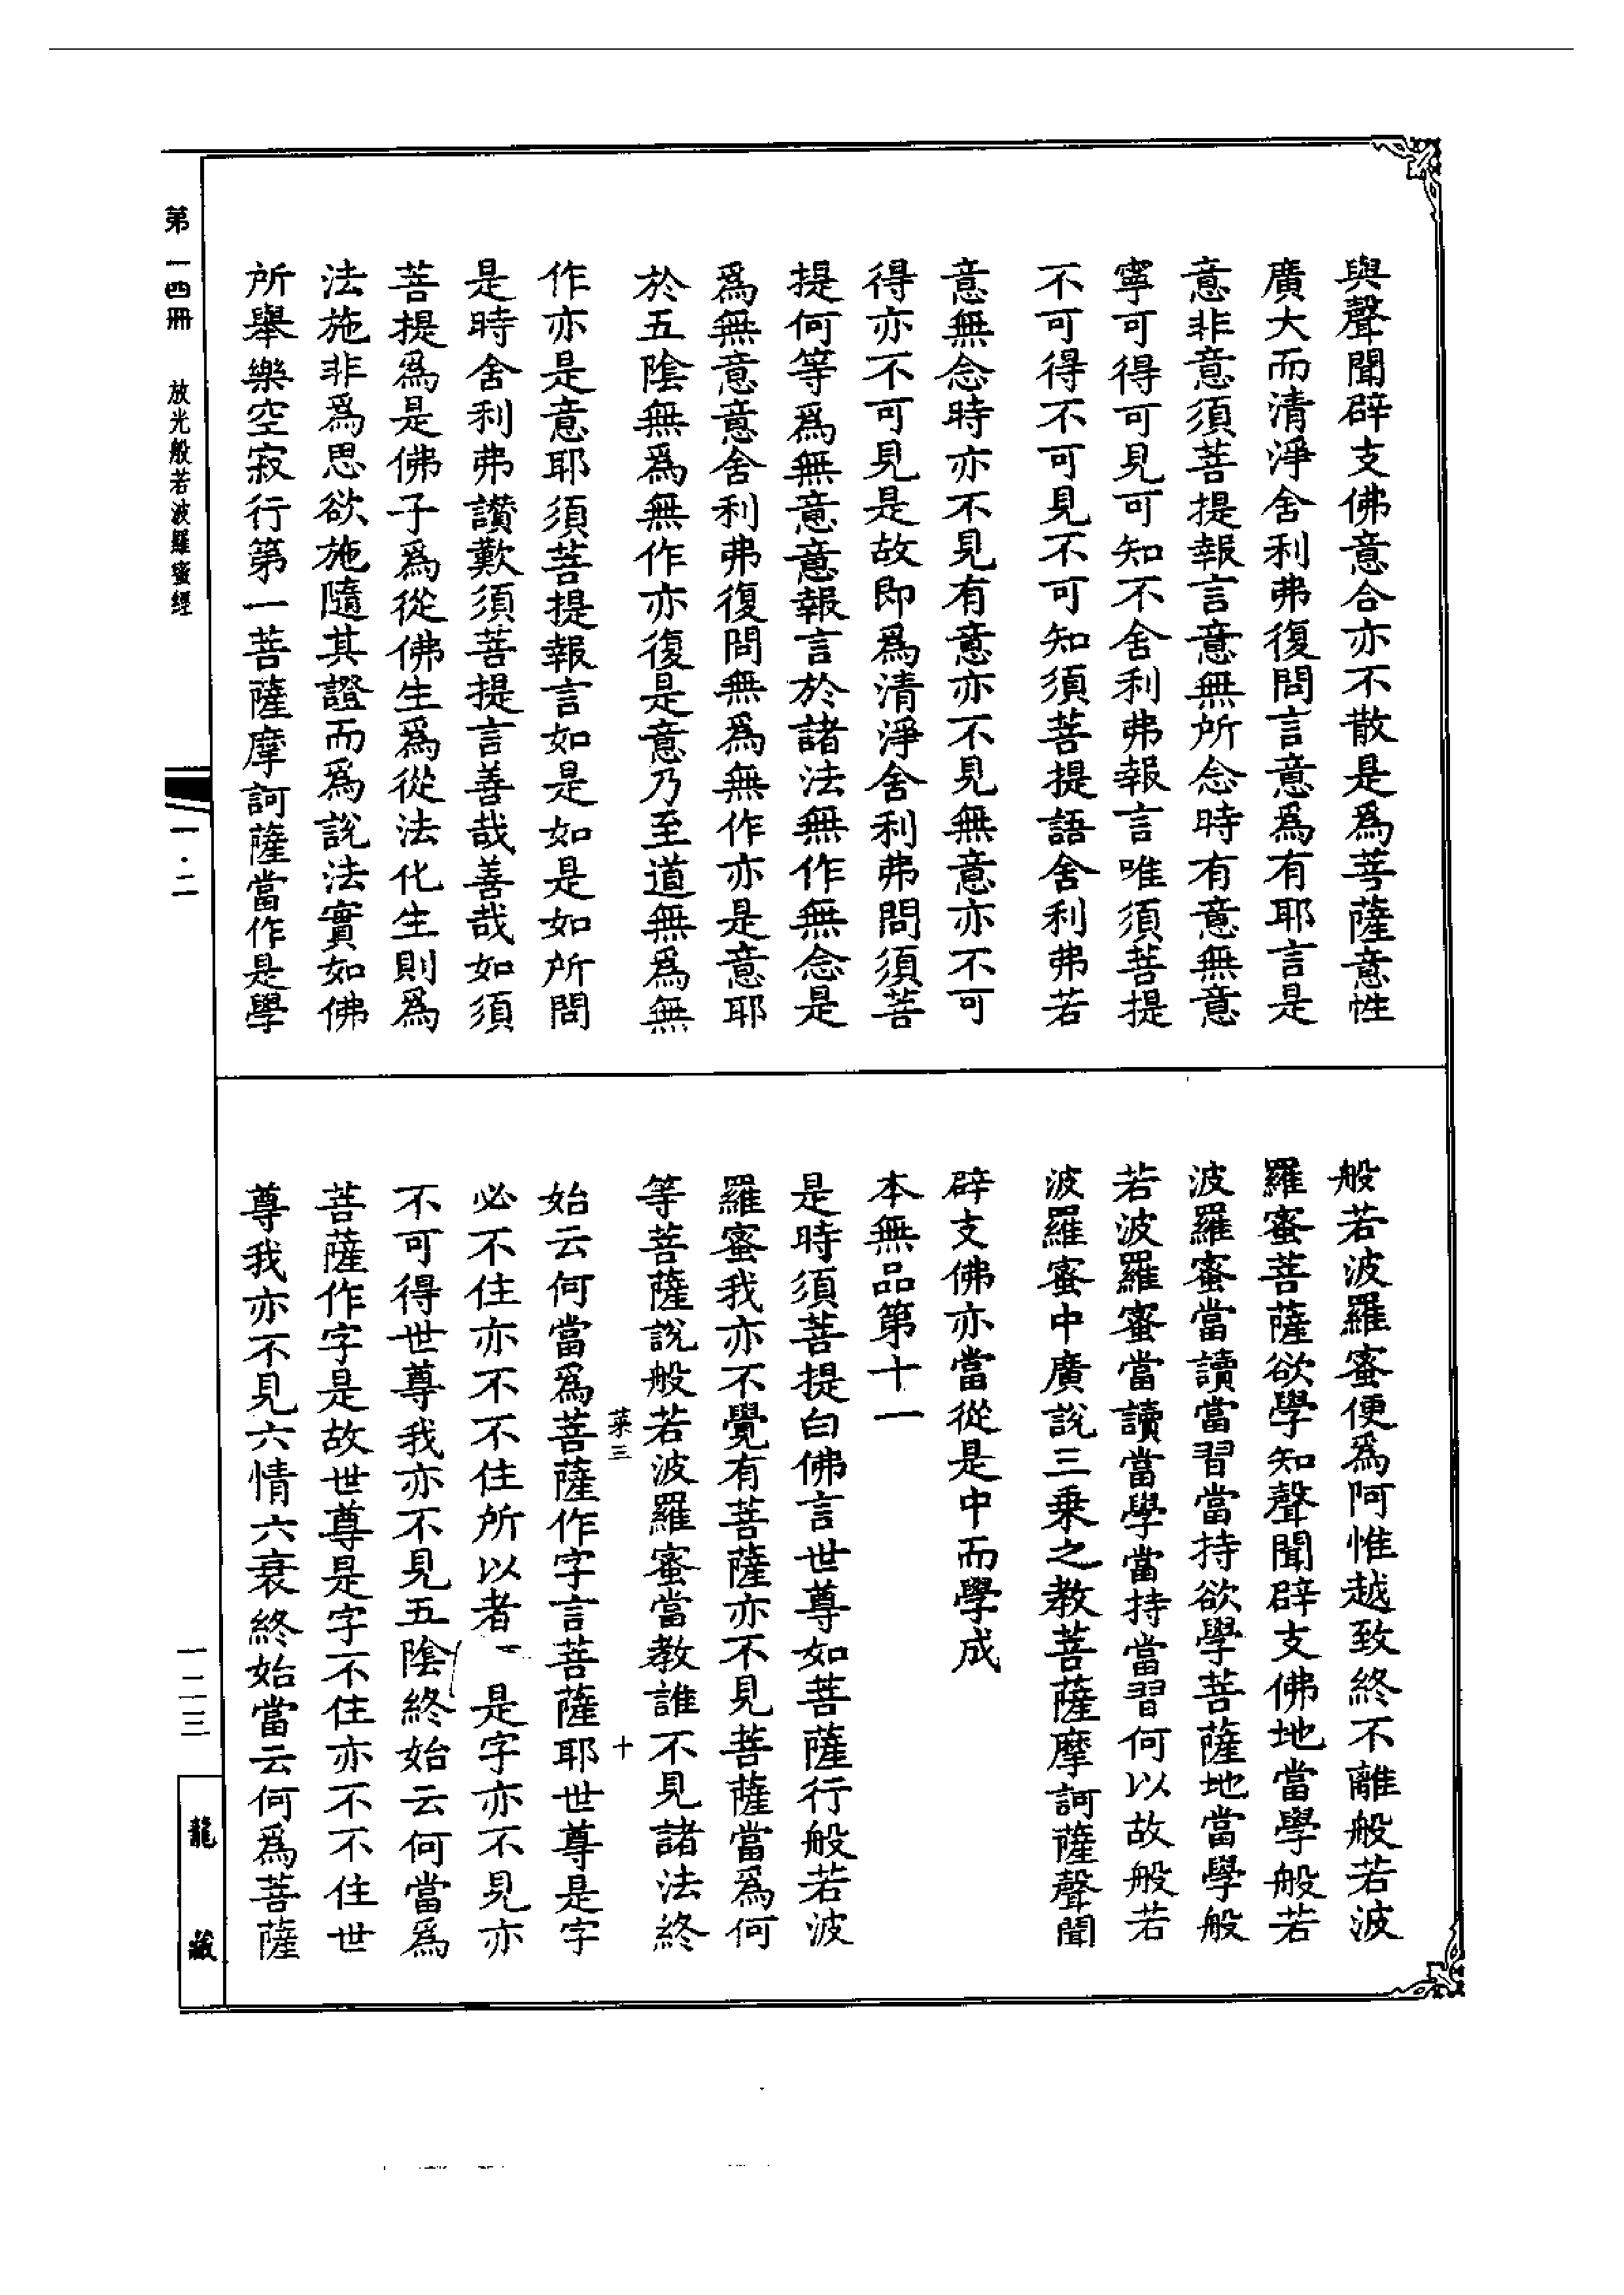 與聲聞辟支佛意合亦不散是為菩薩意性
廣大而清淨舍利弗復問言意為有耶言是
意非意須菩提報言意無所念時有意無意
寧可得可見可知不舍利弗報言唯須菩提
不可得不可見不可知須菩提語舍利弗若
意無念時亦不見有意亦不見無意亦不可
得亦不可見是故即為清淨舍利弗問須菩
提何等為無意意報言於諸法無作無念是
為無意意舍利弗復問無為無作亦是意耶
於五陰無為無作亦復是意乃至道無為無
作亦是意耶須菩提報言如是如是如所問
是時舍利弗讚歎須菩提言善哉善哉如須
菩提為是佛子為從佛生為從法化生則為
法施非為思欲施隨其證而為說法實如佛
所舉樂空寂行第一菩薩摩訶薩當作是學
般若波羅蜜便為阿惟越致終不離般若波
羅蜜菩薩欲學知聲聞辟支佛地當學般若
波羅蜜當讀當習當持欲學菩薩地當學般
若波羅蜜當讀當學當持當習何以故般若
波羅蜜中廣說三乘之教菩薩摩訶薩聲聞
辟支佛亦當從是中而學成
本無品第十一
是時須菩提白佛言世尊如菩薩行般若波
羅蜜我亦不覺有菩薩亦不見菩薩當為何
等菩薩說般若波羅蜜當教誰不見諸法終
菜三 十
始云何當為菩薩作字言菩薩耶世尊是字
必不住亦不不住所以者是字亦不見亦
不可得世尊我亦不見五陰終始云何當為
菩薩作字是故世尊是字不住亦不不住世
尊我亦不見六情六衰終始當云何為菩薩
第一四冊 放光般若波羅蜜經
一·二
一二三
龍藏